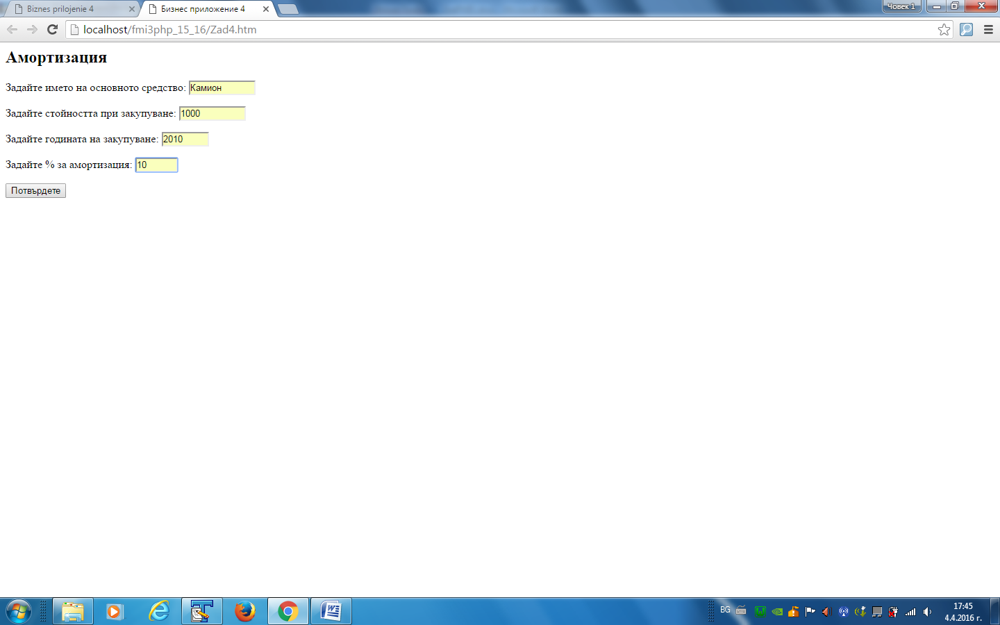 Biznes prilojenie 4
Бизнес приложение 4
Човек 1
localhost/fmi3php_15_16/Zad4.htm
Амортизация
Задайте името на основното средство: Камион
Задайте стойността при закупуване: 1000
Задайте годината на закупуване: 2010
Задайте % за амортизация: 10
Потвърдете
BG
17:45
4.4.2016 г.